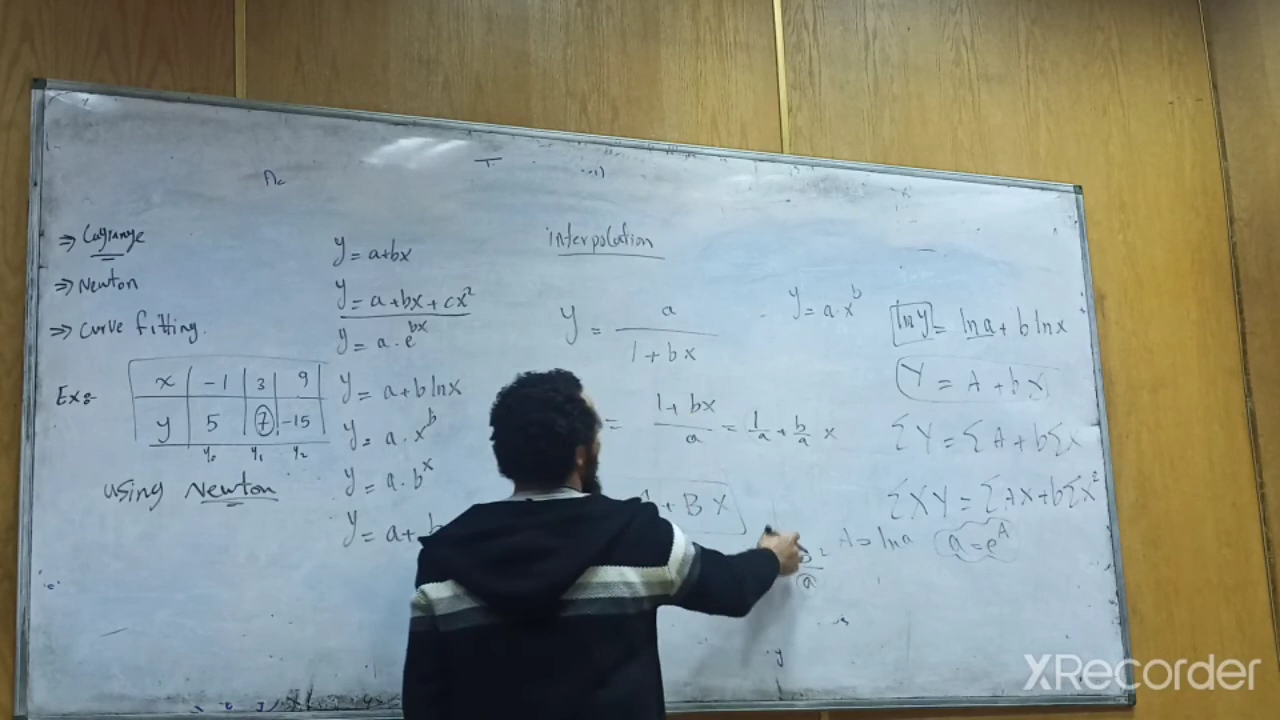 interpolation
⇒ Lagrange
⇒ Newton
⇒ Curve fitting.
Ex:
x | -1 | 3 | 9
y | 5 | 7 | -15
y₀ y₁ y₂
using Newton
y = a+bx
y = a+bx+cx²
y = a.e^bx
y = a+b lnx
y = a.x^b
y = a.b^x
y = a+
y = a / 1+bx
= 1+bx / a = 1/a + b/a x
+ B X
y = a.x^b
lny = lna + b lnx
Y = A + bX
ΣY = ΣA + bΣx
ΣXY = ΣAX + bΣX²
A = lna
a = e^A
XRecorder